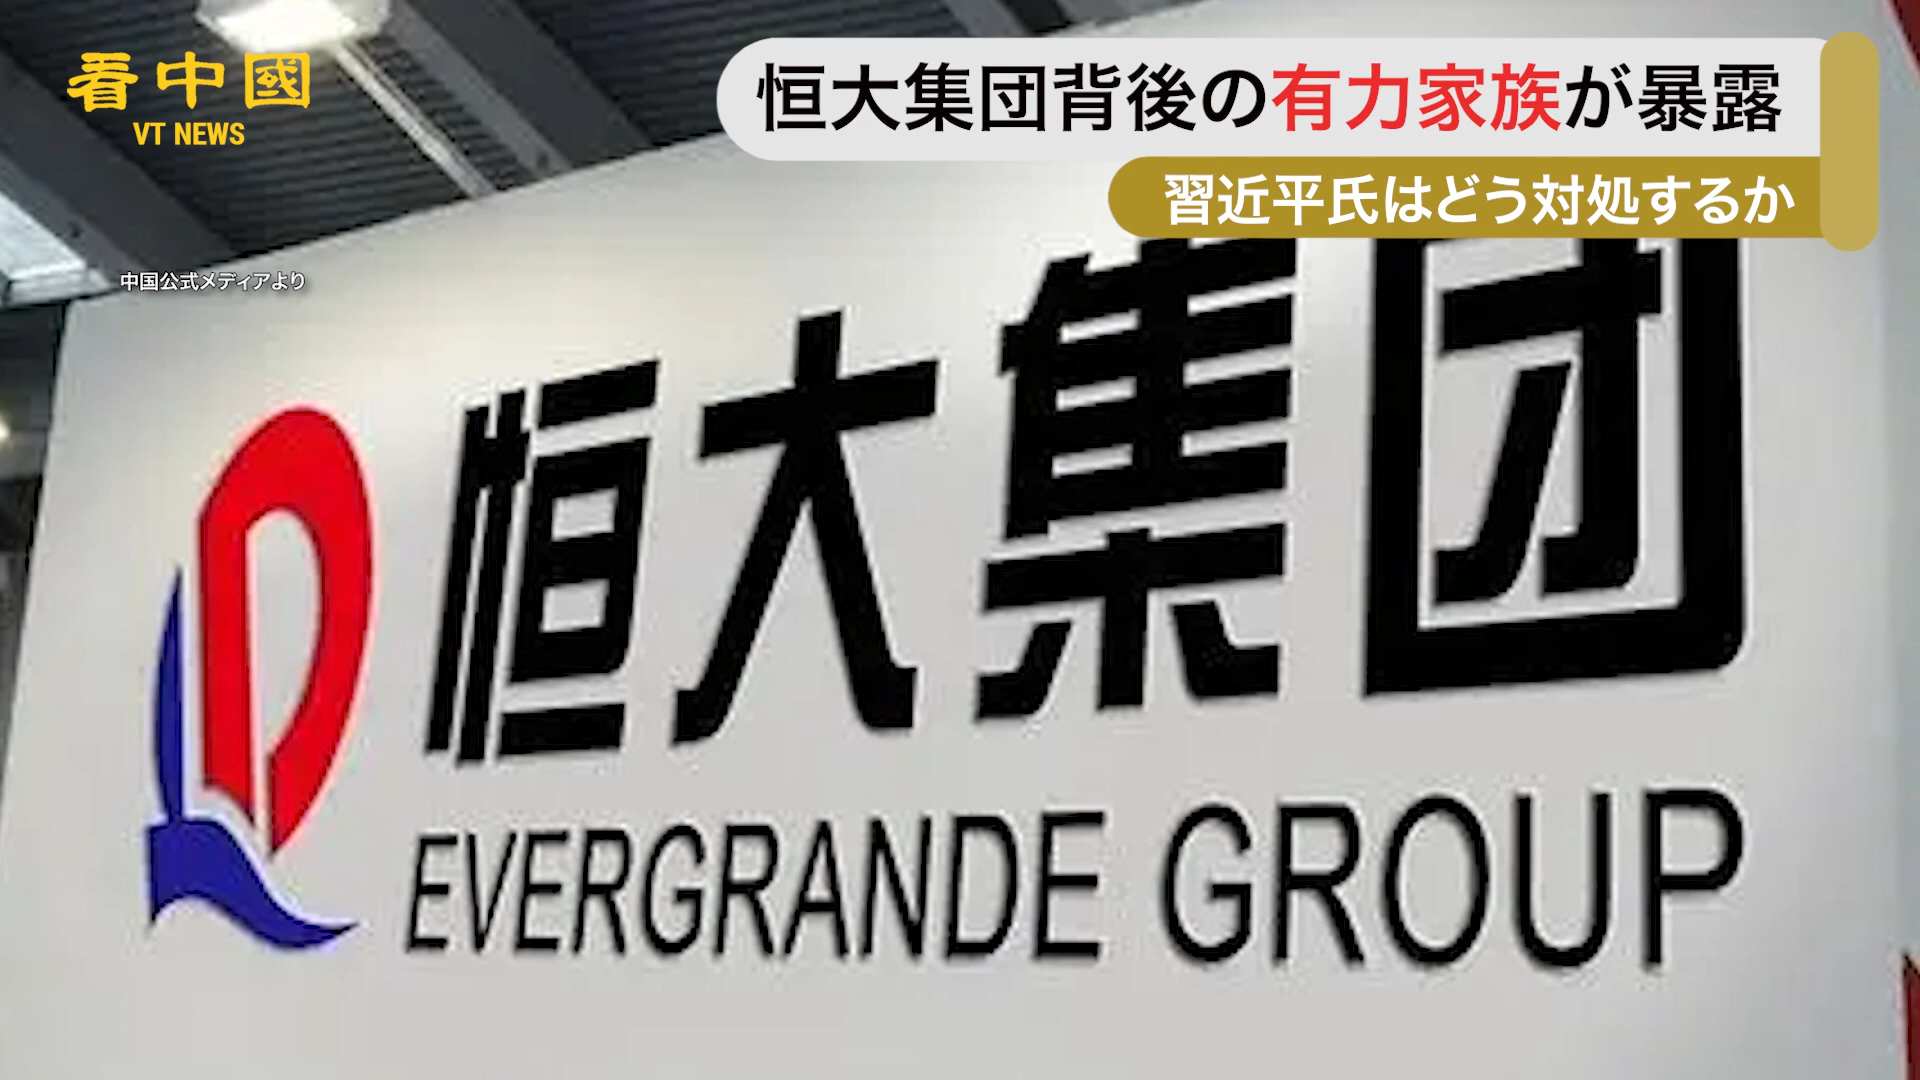 看中國
VT NEWS
恒大集団背後の有力家族が暴露
習近平氏はどう対処するか
中国公式メディアより
恒大集团
EVERGRANDE GROUP